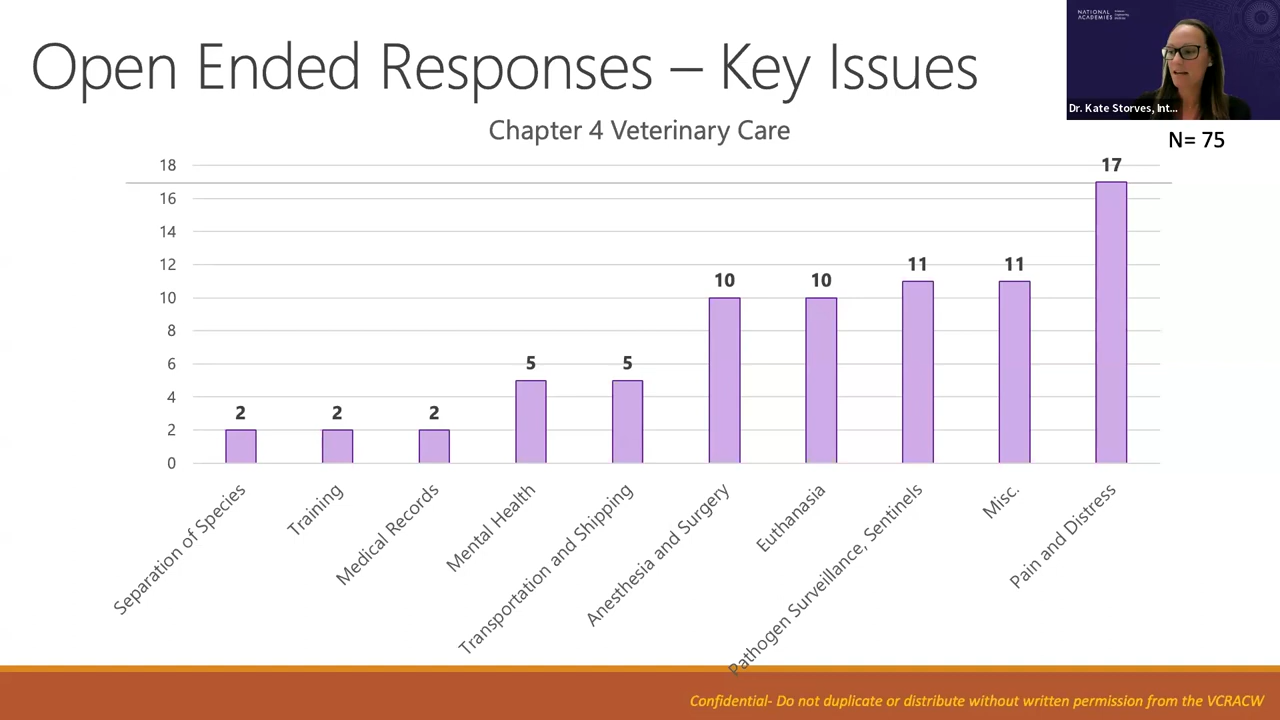 Open Ended Responses – Key Issues
NATIONAL
ACADEMIES
Dr. Kate Storves, Int...
Chapter 4 Veterinary Care
N= 75
18
16
14
12
10
8
6
4
2
0
2
2
2
5
5
10
10
11
11
17
Separation of Species
Training
Medical Records
Mental Health
Transportation and Shipping
Anesthesia and Surgery
Euthanasia
Pathogen Surveillance, Sentinels
Misc.
Pain and Distress
Confidential- Do not duplicate or distribute without written permission from the VCRACW